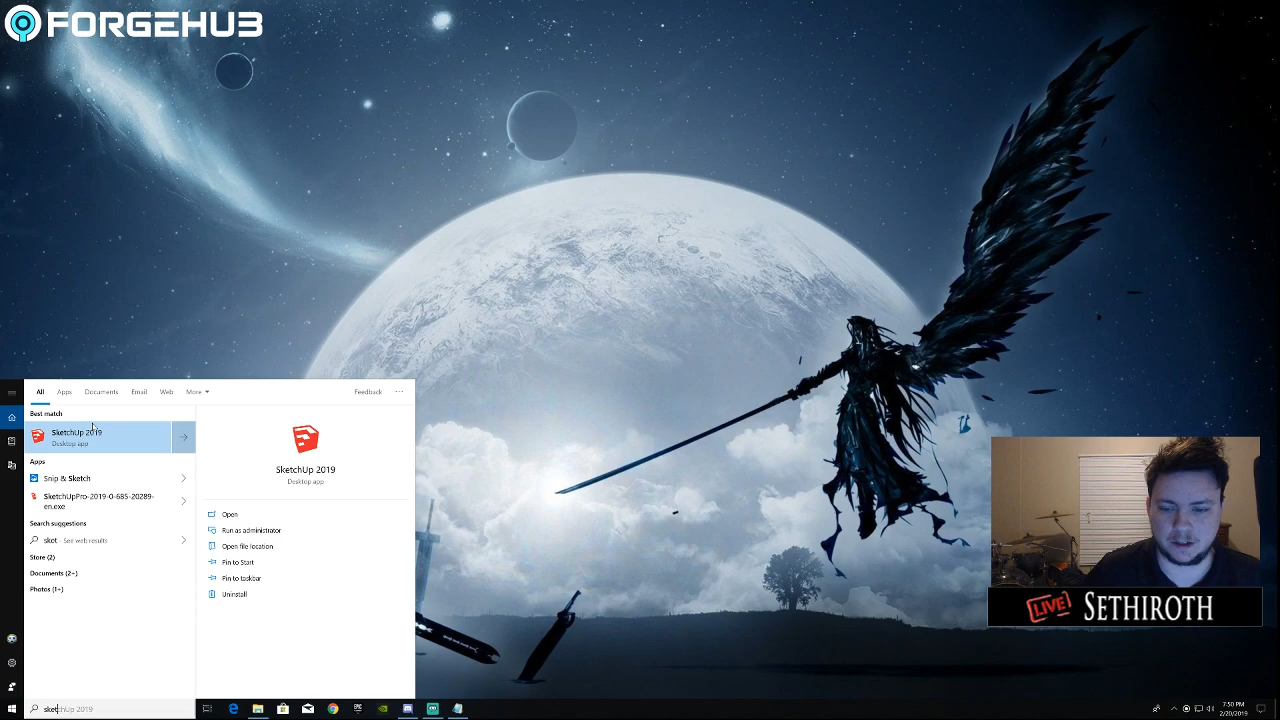 FORGEHUB
All Apps Documents Email Web More Feedback ...
Best match
SketchUp 2019
Desktop app
Apps
Snip & Sketch
SketchUpPro-2019-0-685-20289-
en.exe
Search suggestions
sket - See web results
Store (2)
Documents (2+)
Photos (1+)
SketchUp 2019
Desktop app
Open
Run as administrator
Open file location
Pin to Start
Pin to taskbar
Uninstall
LIVE SETHIROTH
sketchUp 2019
7:50 PM
2/20/2019